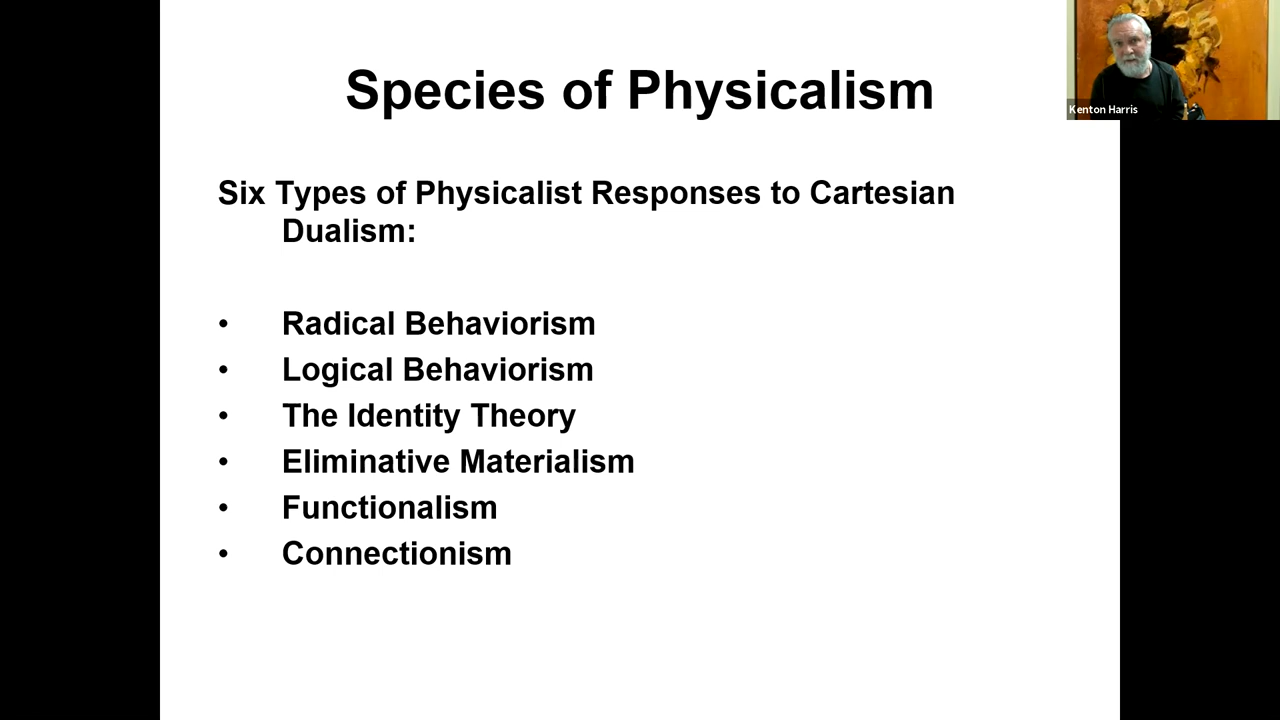 Species of Physicalism
Kenton Harris
Six Types of Physicalist Responses to Cartesian
Dualism:
• Radical Behaviorism
• Logical Behaviorism
• The Identity Theory
• Eliminative Materialism
• Functionalism
• Connectionism